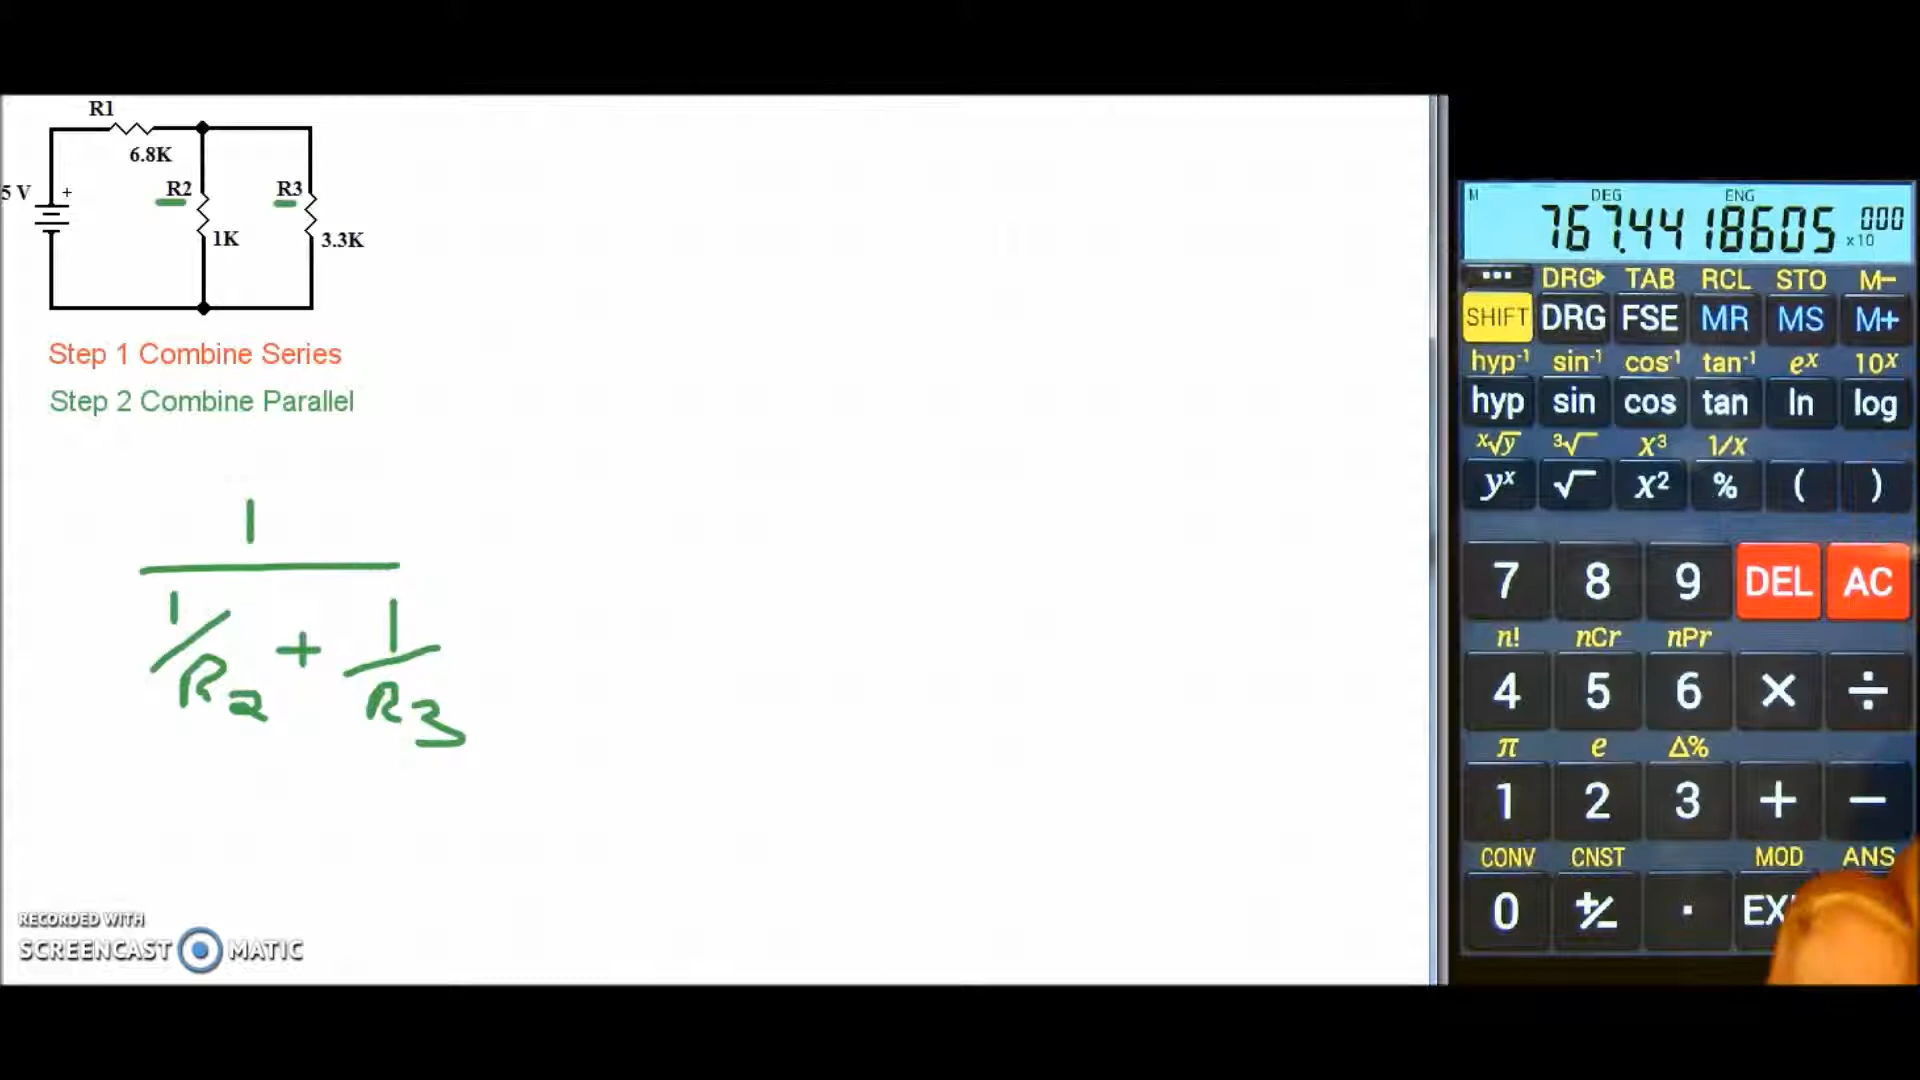 R1
6.8K
5 V +
R2
R3
1K
3.3K
Step 1 Combine Series
Step 2 Combine Parallel
1
1/R2 + 1/R3
RECORDED WITH
SCREENCAST MATIC
M DEG ENG
767.4418605 x10 000
... DRG▸ TAB RCL STO M−
SHIFT DRG FSE MR MS M+
hyp⁻¹ sin⁻¹ cos⁻¹ tan⁻¹ eˣ 10ˣ
hyp sin cos tan ln log
ˣ√y ³√ X³ 1/X
yˣ √ X² % ( )
7 8 9 DEL AC
n! nCr nPr
4 5 6 × ÷
π e Δ%
1 2 3 + −
CONV CNST MOD ANS
0 +/− .